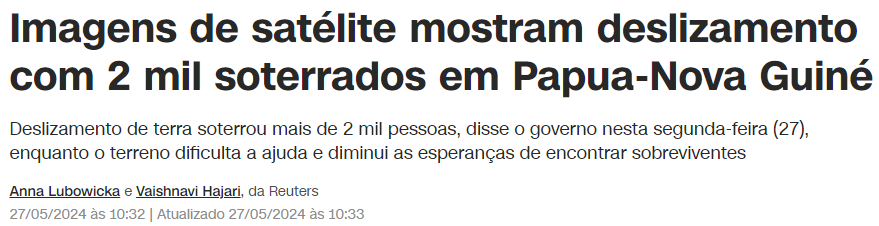 Imagens de satélite mostram deslizamento
com 2 mil soterrados em Papua-Nova Guiné
Deslizamento de terra soterrou mais de 2 mil pessoas, disse o governo nesta segunda-feira (27),
enquanto o terreno dificulta a ajuda e diminui as esperanças de encontrar sobreviventes
Anna Lubowicka e Vaishnavi Hajari, da Reuters
27/05/2024 às 10:32 | Atualizado 27/05/2024 às 10:33